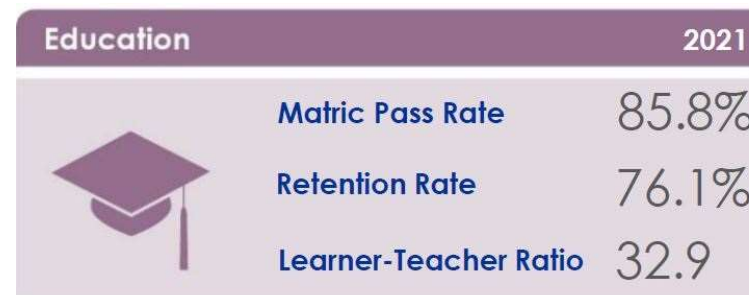 Education 2021
Matric Pass Rate 85.8%
Retention Rate 76.1%
Learner-Teacher Ratio 32.9